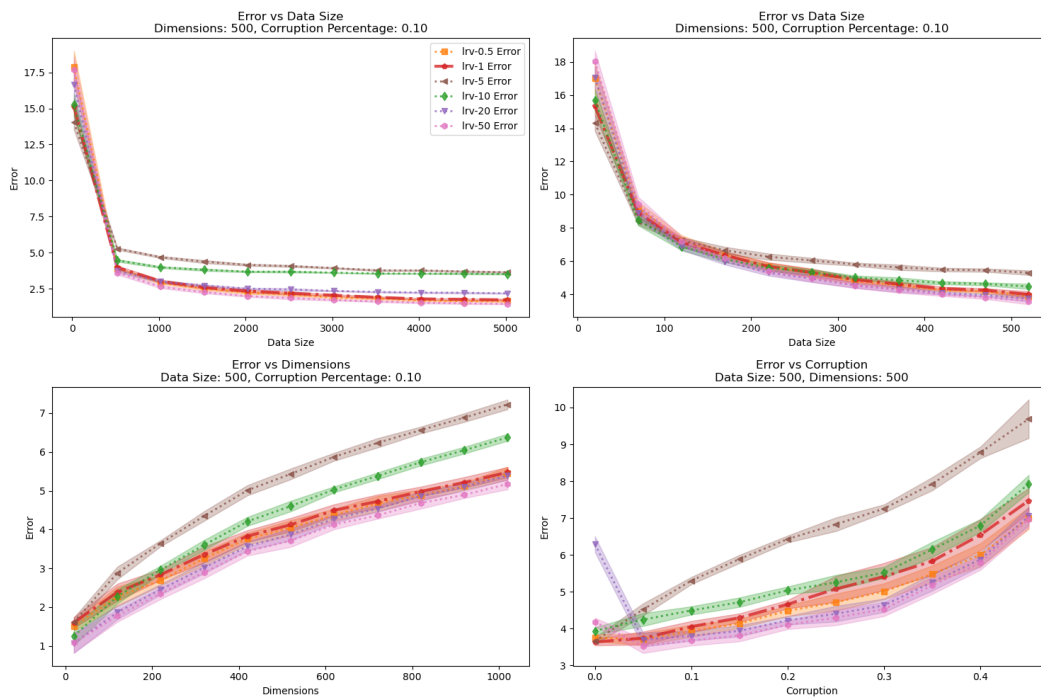 Error vs Data Size
Dimensions: 500, Corruption Percentage: 0.10
17.5
15.0
12.5
10.0
7.5
5.0
2.5
Error
0
1000
2000
3000
4000
5000
Data Size
lrv-0.5 Error
lrv-1 Error
lrv-5 Error
lrv-10 Error
lrv-20 Error
lrv-50 Error
Error vs Data Size
Dimensions: 500, Corruption Percentage: 0.10
18
16
14
12
10
8
6
4
Error
0
100
200
300
400
500
Data Size
Error vs Dimensions
Data Size: 500, Corruption Percentage: 0.10
7
6
5
4
3
2
1
Error
0
200
400
600
800
1000
Dimensions
Error vs Corruption
Data Size: 500, Dimensions: 500
10
9
8
7
6
5
4
3
Error
0.0
0.1
0.2
0.3
0.4
Corruption